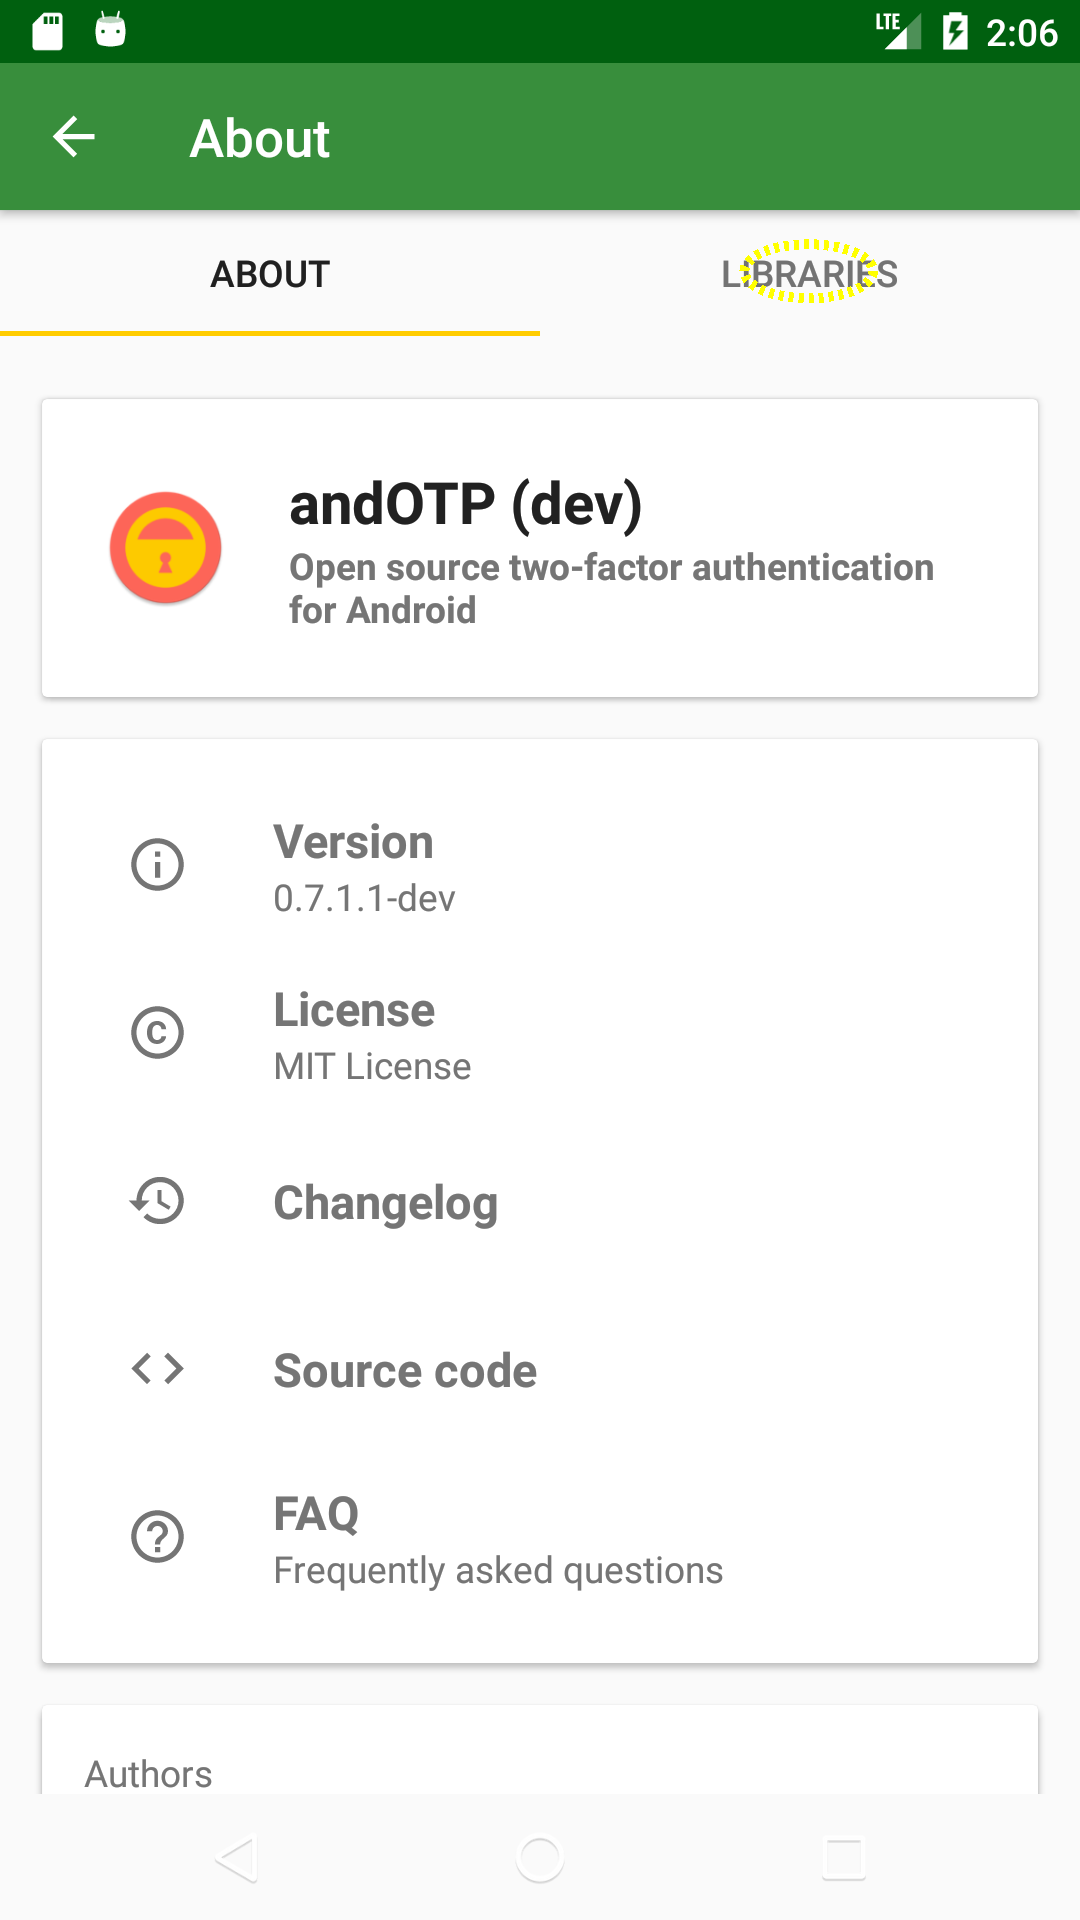 LTE 2:06
About
ABOUT
LIBRARIES
andOTP (dev)
Open source two-factor authentication
for Android
Version
0.7.1.1-dev
License
MIT License
Changelog
Source code
FAQ
Frequently asked questions
Authors